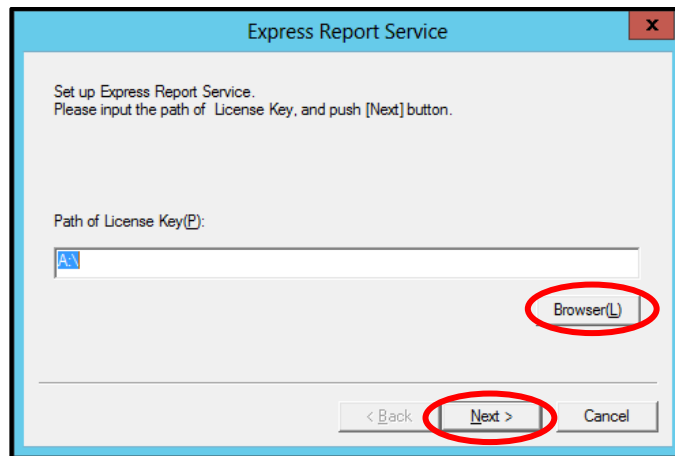 Express Report Service
x
Set up Express Report Service.
Please input the path of License Key, and push [Next] button.
Path of License Key(P):
A:\
Browser(L)
< Back
Next >
Cancel